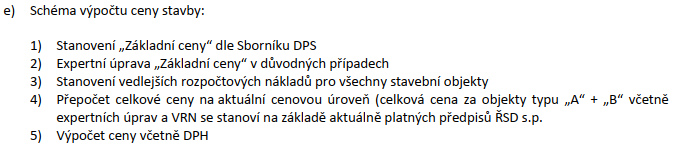 e) Schéma výpočtu ceny stavby:
1) Stanovení „Základní ceny“ dle Sborníku DPS
2) Expertní úprava „Základní ceny“ v důvodných případech
3) Stanovení vedlejších rozpočtových nákladů pro všechny stavební objekty
4) Přepočet celkové ceny na aktuální cenovou úroveň (celková cena za objekty typu „A“ + „B“ včetně
expertních úprav a VRN se stanoví na základě aktuálně platných předpisů ŘSD s.p.
5) Výpočet ceny včetně DPH